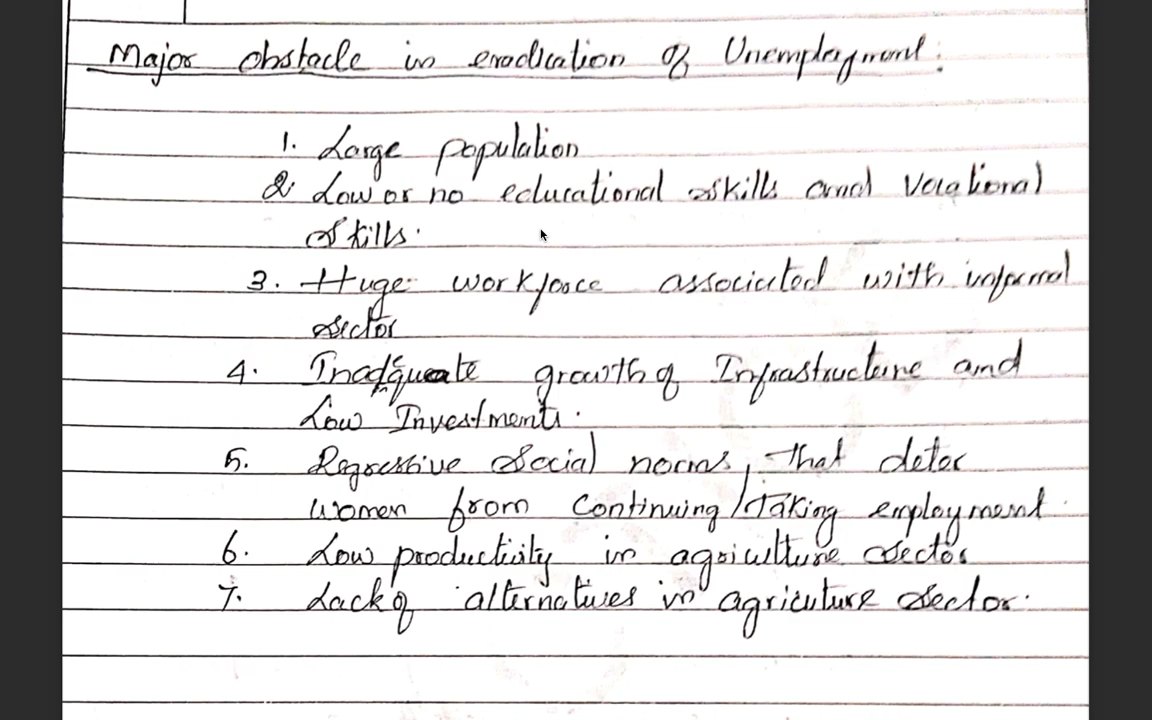 Major obstacle in eradication of Unemployment:
1. Large population
2. Low or no educational skills and Vocational
skills.
3. Huge workforce associated with informal
sector
4. Inadequate growth of Infrastructure and
Low Investments.
5. Regressive Social norms, that deter
Women from Continuing/Taking employment.
6. Low productivity in agriculture sector
7. Lack of alternatives in agriculture sector.